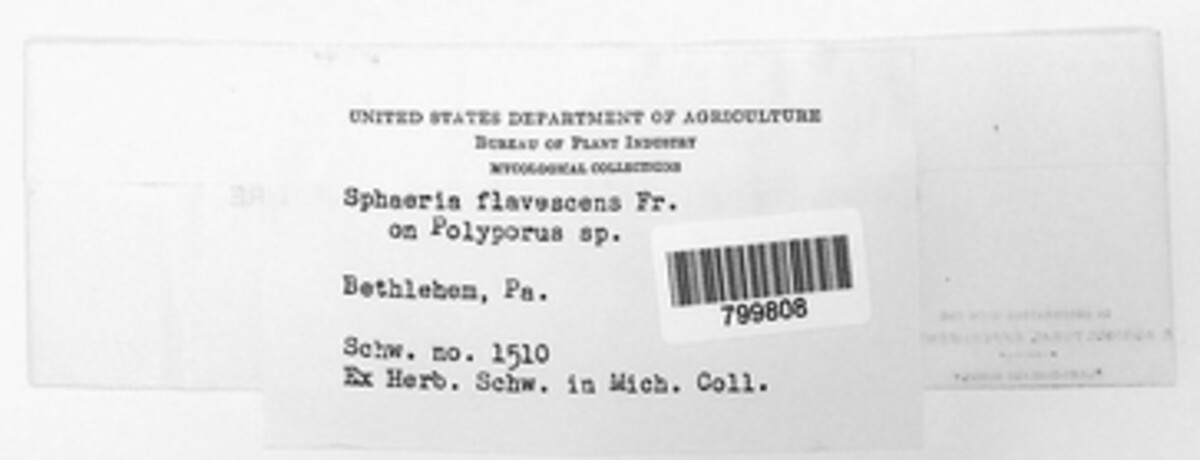 UNITED STATES DEPARTMENT OF AGRICULTURE
BUREAU OF PLANT INDUSTRY
MYCOLOGICAL COLLECTIONS
Sphaeria flavescens Fr.
on Polyporus sp.
Bethlehem, Pa.
799808
Schw. no. 1510
Ex Herb. Schw. in Mich. Coll.